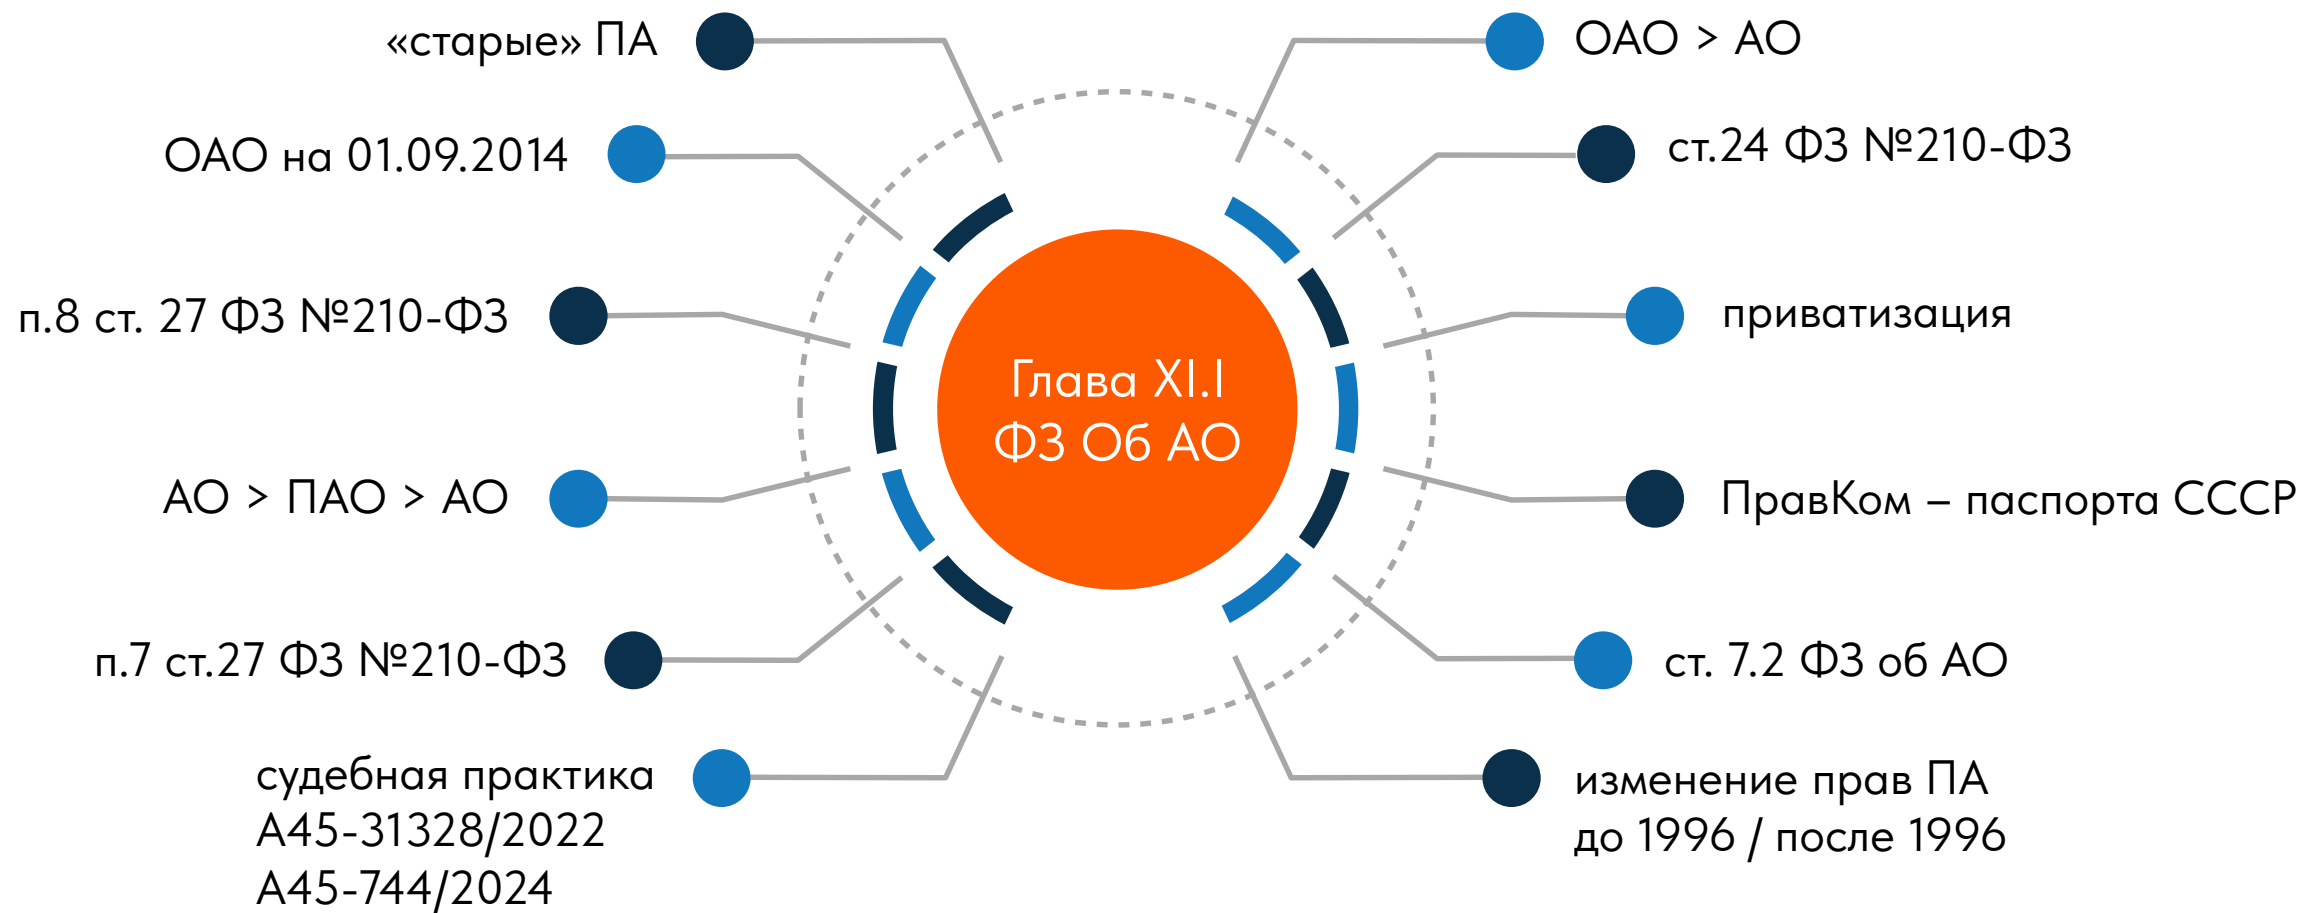 «старые» ПА
ОАО на 01.09.2014
п.8 ст. 27 ФЗ №210-ФЗ
АО > ПАО > АО
п.7 ст.27 ФЗ №210-ФЗ
судебная практика
А45-31328/2022
А45-744/2024
Глава XI.I
ФЗ Об АО
ОАО > АО
ст.24 ФЗ №210-ФЗ
приватизация
ПравКом – паспорта СССР
ст. 7.2 ФЗ об АО
изменение прав ПА
до 1996 / после 1996